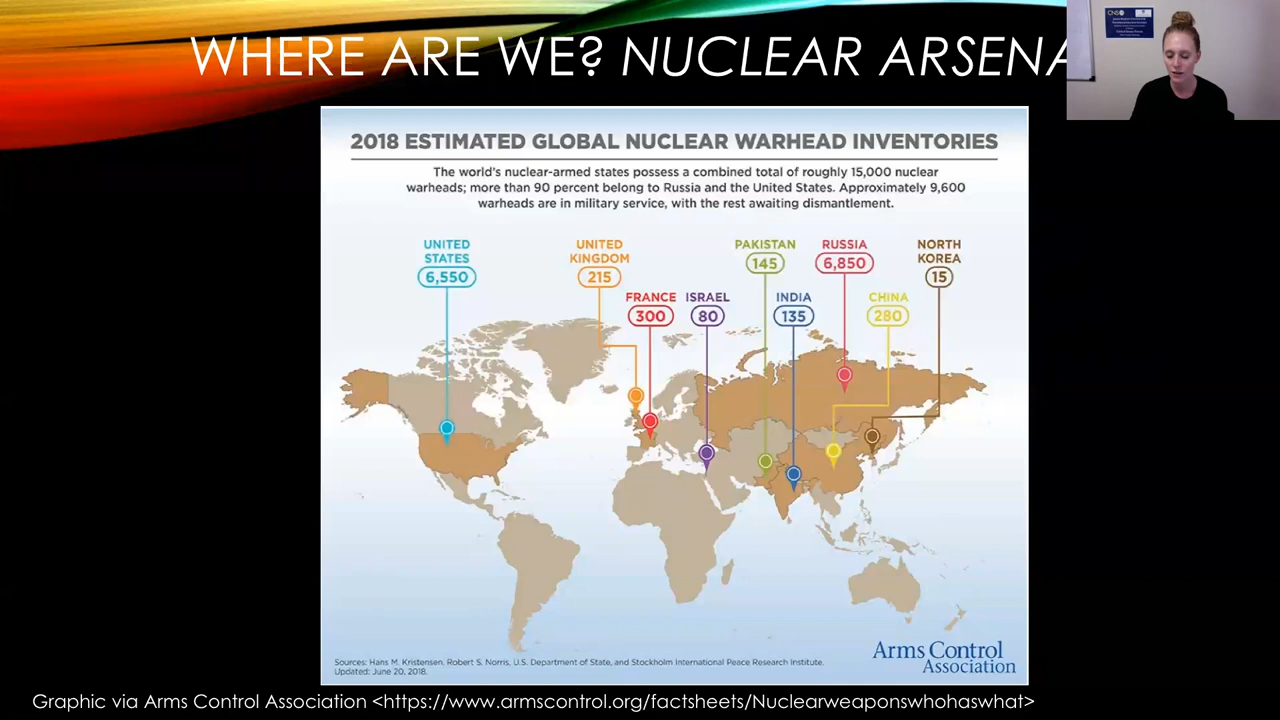 WHERE ARE WE? NUCLEAR ARSENA
CNS
2018 ESTIMATED GLOBAL NUCLEAR WARHEAD INVENTORIES
The world's nuclear-armed states possess a combined total of roughly 15,000 nuclear
warheads; more than 90 percent belong to Russia and the United States. Approximately 9,600
warheads are in military service, with the rest awaiting dismantlement.
UNITED
STATES
6,550
UNITED
KINGDOM
215
FRANCE
300
ISRAEL
80
PAKISTAN
145
INDIA
135
RUSSIA
6,850
CHINA
280
NORTH
KOREA
15
Sources: Hans M. Kristensen, Robert S. Norris, U.S. Department of State, and Stockholm International Peace Research Institute.
Updated: June 20, 2018.
Arms Control
Association
Graphic via Arms Control Association <https://www.armscontrol.org/factsheets/Nuclearweaponswhohaswhat>